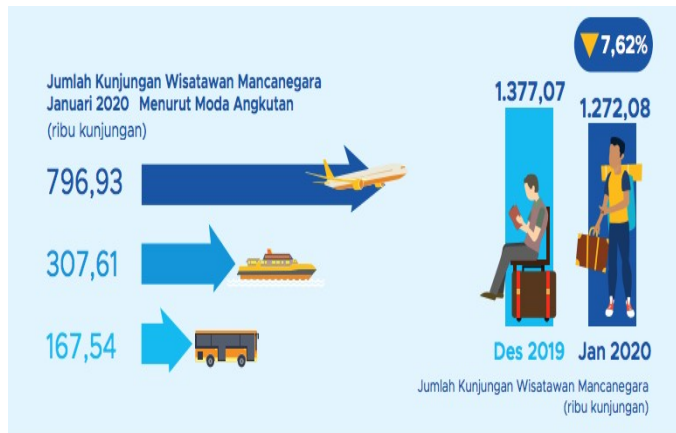 Jumlah Kunjungan Wisatawan Mancanegara
Januari 2020 Menurut Moda Angkutan
(ribu kunjungan)
796,93
307,61
167,54
7,62%
1.377,07
1.272,08
Des 2019
Jan 2020
Jumlah Kunjungan Wisatawan Mancanegara
(ribu kunjungan)